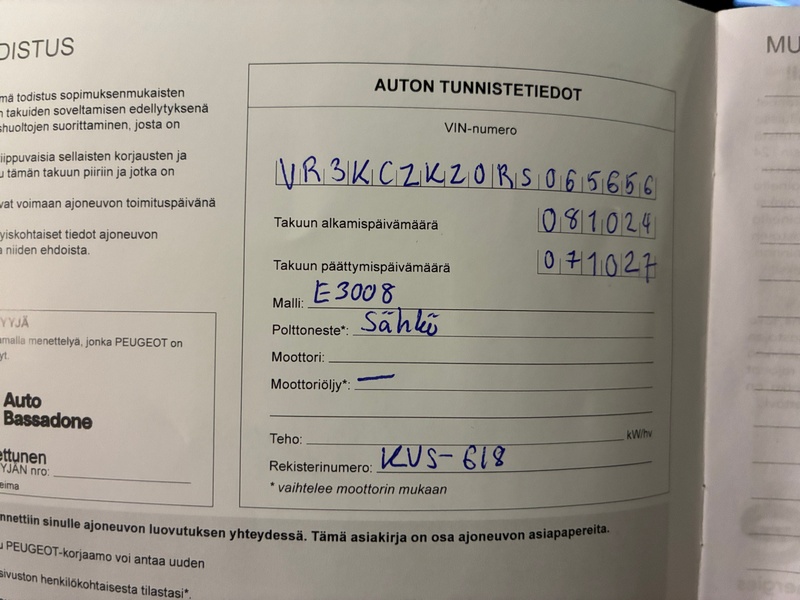 DISTUS
MU
mä todistus sopimuksenmukaisten
n takuiden soveltamisen edellytyksenä
shuoltojen suorittaminen, josta on
iippuvaisia sellaisten korjausten ja
u tämän takuun piiriin ja jotka on
vat voimaan ajoneuvon toimituspäivänä
yiskohtaiset tiedot ajoneuvon
a niiden ehdoista.
YYJÄ
amalla menettelyä, jonka PEUGEOT on
yt.
Auto
Bassadone
ettunen
YJÄN nro:
eima
AUTON TUNNISTETIEDOT
VIN-numero
VR3KCZKZ0RS065656
Takuun alkamispäivämäärä 081024
Takuun päättymispäivämäärä 071027
Malli: E3008
Polttoneste*: Sähkö
Moottori:
Moottoriöljy*: —
Teho: kW/hv
Rekisterinumero: KVS-618
* vaihtelee moottorin mukaan
nnettiin sinulle ajoneuvon luovutuksen yhteydessä. Tämä asiakirja on osa ajoneuvon asiapapereita.
u PEUGEOT-korjaamo voi antaa uuden
sivuston henkilökohtaisesta tilastasi*.